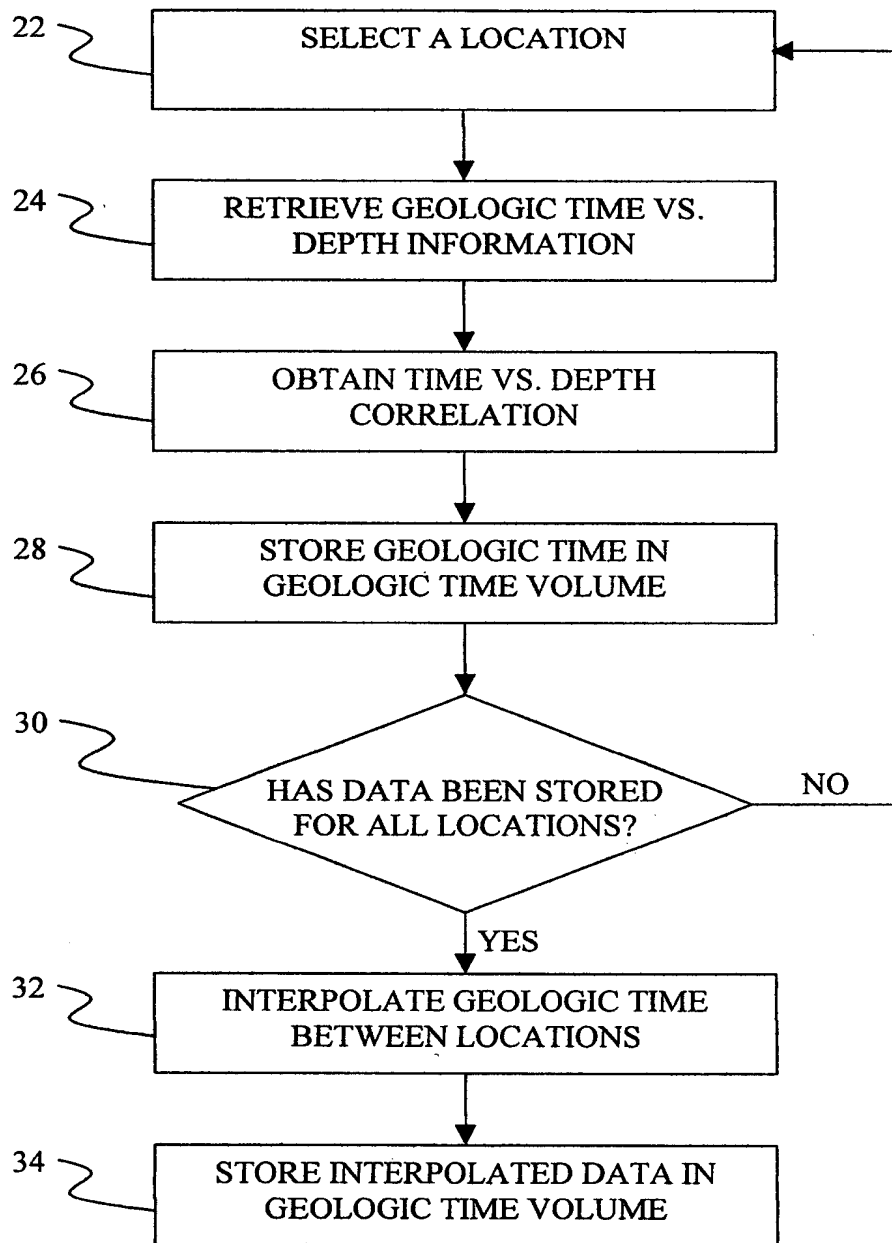 22
SELECT A LOCATION
24
RETRIEVE GEOLOGIC TIME VS.
DEPTH INFORMATION
26
OBTAIN TIME VS. DEPTH
CORRELATION
28
STORE GEOLOGIC TIME IN
GEOLOGIC TIME VOLUME
30
HAS DATA BEEN STORED
FOR ALL LOCATIONS?
NO
YES
32
INTERPOLATE GEOLOGIC TIME
BETWEEN LOCATIONS
34
STORE INTERPOLATED DATA IN
GEOLOGIC TIME VOLUME